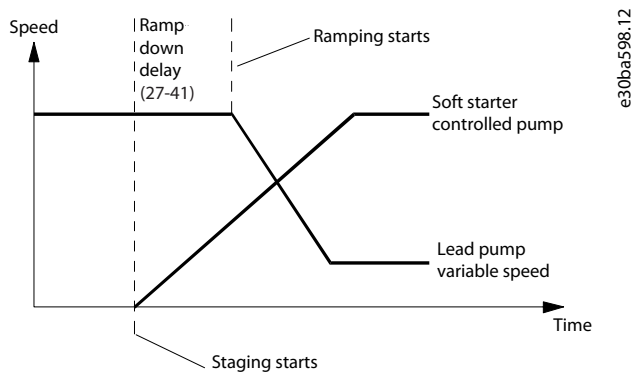 Speed
Ramp
down
delay
(27-41)
Ramping starts
Soft starter
controlled pump
Lead pump
variable speed
Time
Staging starts
e30ba598.12